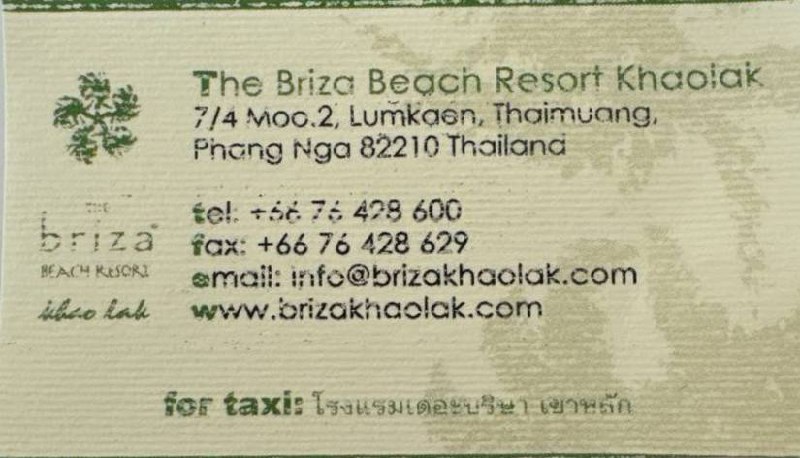 The Briza Beach Resort Khaolak
7/4 Moo.2, Lumkaen, Thaimuang,
Phang Nga 82210 Thailand
tel: +66 76 428 600
fax: +66 76 428 629
email: info@brizakhaolak.com
www.brizakhaolak.com
THE
briza
BEACH RESORT
khao lak
for taxi: โรงแรมเดอะบริษา เขาหลัก